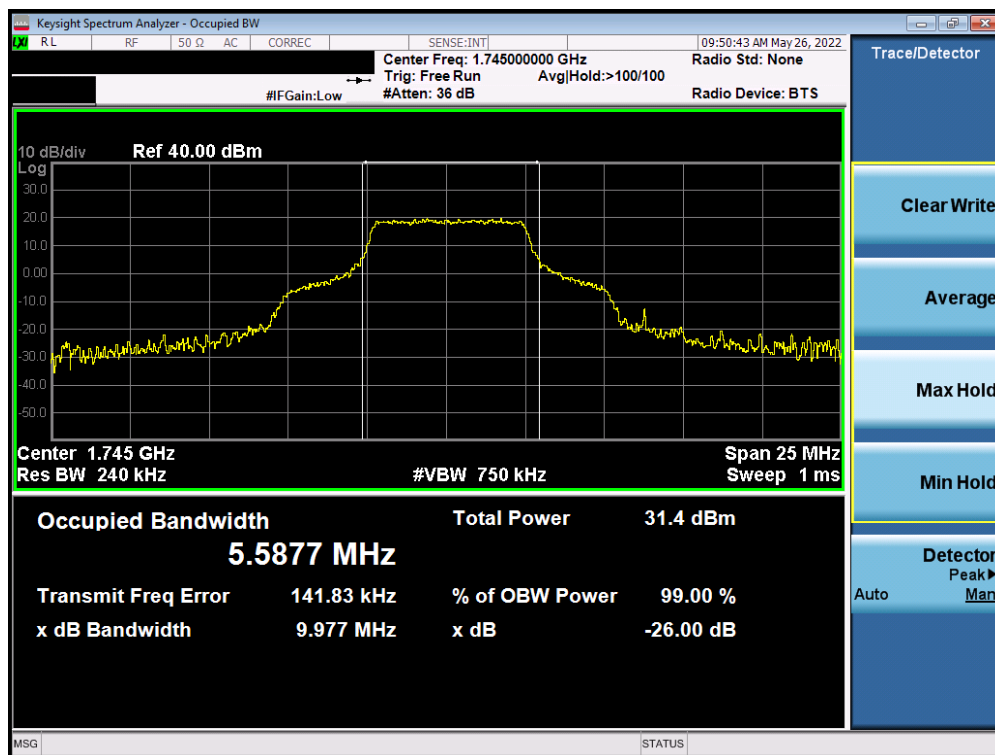 Keysight Spectrum Analyzer - Occupied BW
LXI RL RF 50 Ω AC CORREC SENSE:INT 09:50:43 AM May 26, 2022
Center Freq: 1.745000000 GHz Radio Std: None
Trig: Free Run Avg|Hold:>100/100
#IFGain:Low #Atten: 36 dB Radio Device: BTS
Trace/Detector
10 dB/div Ref 40.00 dBm
Log
30.0
20.0
10.0
0.00
-10.0
-20.0
-30.0
-40.0
-50.0
Center 1.745 GHz Span 25 MHz
Res BW 240 kHz #VBW 750 kHz Sweep 1 ms
Occupied Bandwidth Total Power 31.4 dBm
5.5877 MHz
Transmit Freq Error 141.83 kHz % of OBW Power 99.00 %
x dB Bandwidth 9.977 MHz x dB -26.00 dB
Clear Write
Average
Max Hold
Min Hold
Detector
Peak▶
Auto Man
MSG STATUS